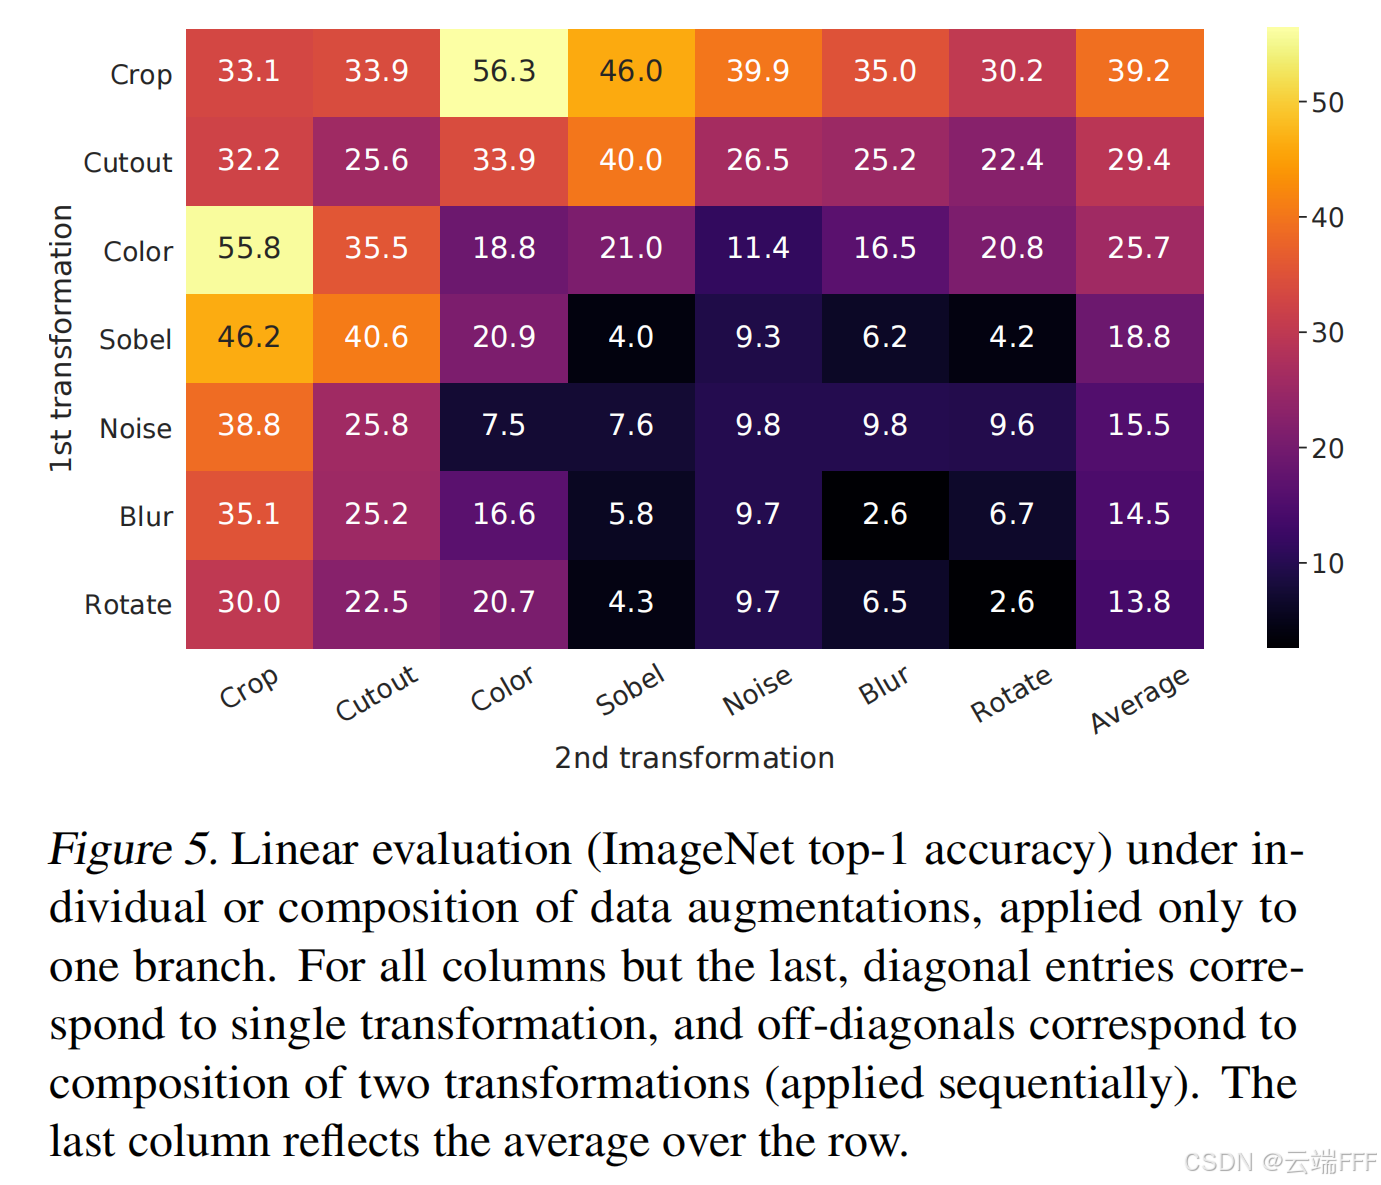 Crop 33.1 33.9 56.3 46.0 39.9 35.0 30.2 39.2
Cutout 32.2 25.6 33.9 40.0 26.5 25.2 22.4 29.4
Color 55.8 35.5 18.8 21.0 11.4 16.5 20.8 25.7
Sobel 46.2 40.6 20.9 4.0 9.3 6.2 4.2 18.8
Noise 38.8 25.8 7.5 7.6 9.8 9.8 9.6 15.5
Blur 35.1 25.2 16.6 5.8 9.7 2.6 6.7 14.5
Rotate 30.0 22.5 20.7 4.3 9.7 6.5 2.6 13.8
Crop Cutout Color Sobel Noise Blur Rotate Average
1st transformation
2nd transformation
50
40
30
20
10
Figure 5. Linear evaluation (ImageNet top-1 accuracy) under in-
dividual or composition of data augmentations, applied only to
one branch. For all columns but the last, diagonal entries corre-
spond to single transformation, and off-diagonals correspond to
composition of two transformations (applied sequentially). The
last column reflects the average over the row.
CSDN @云端FFF